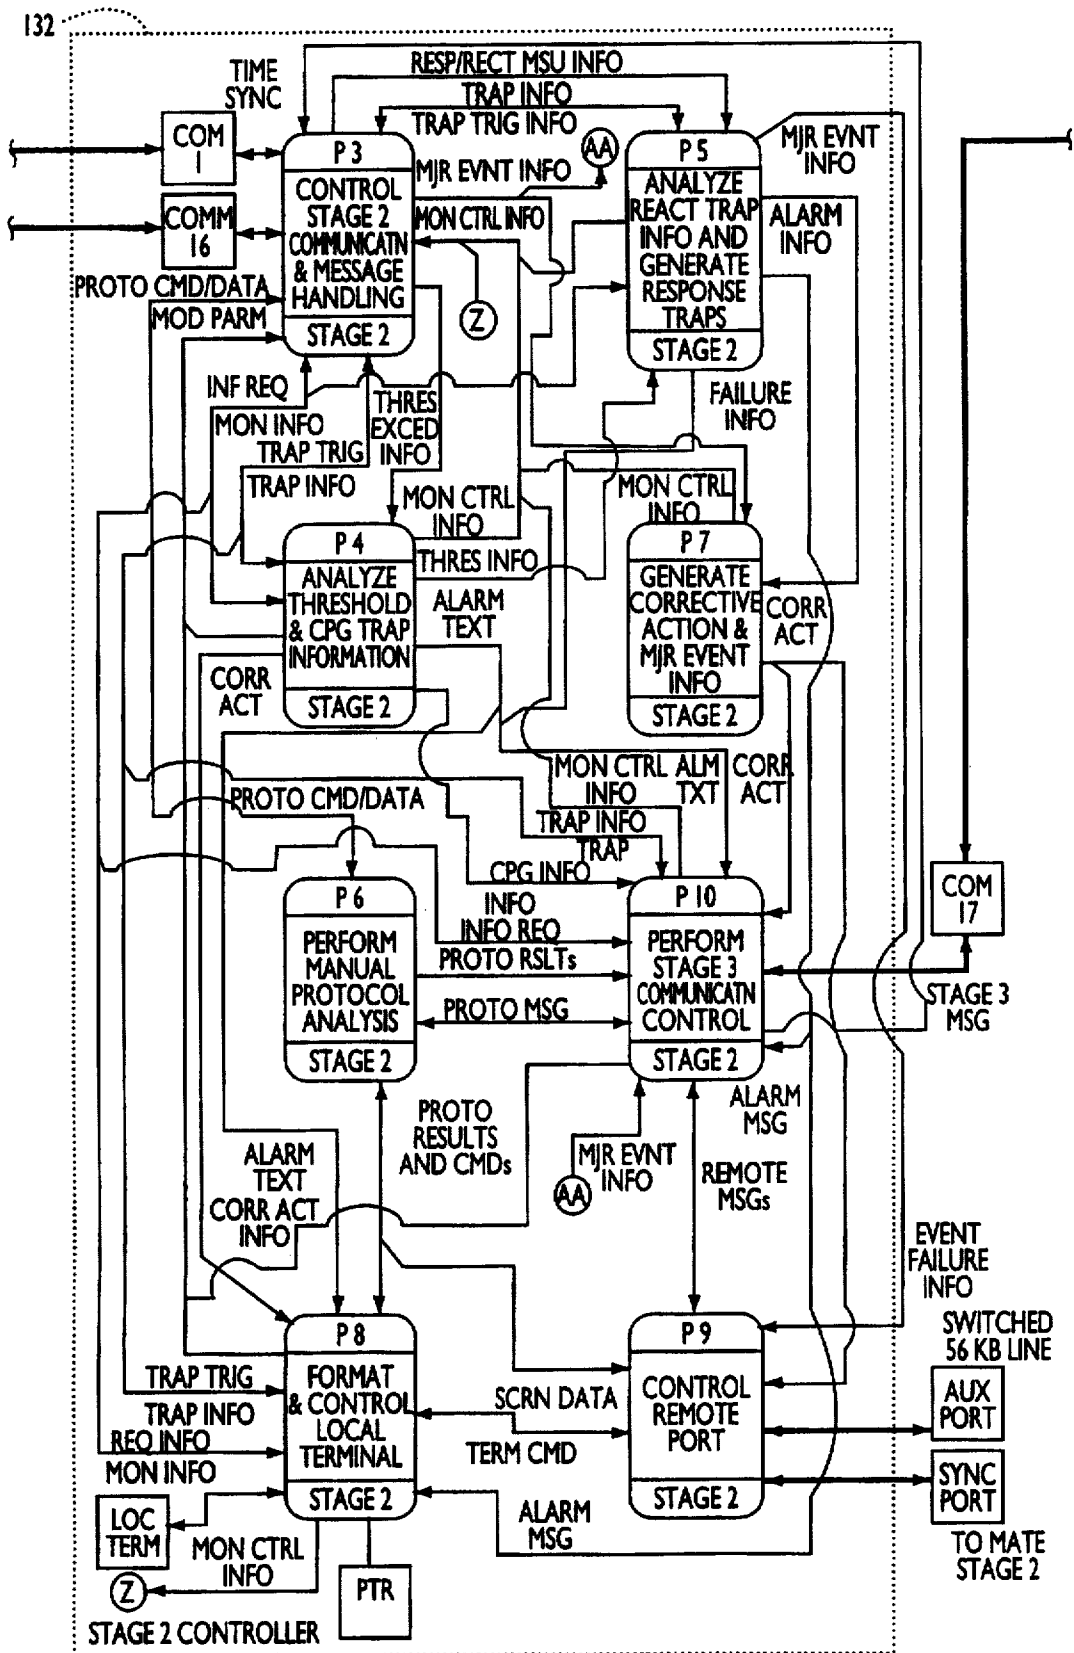 132
RESP/RECT MSU INFO
TIME
SYNC
TRAP INFO
TRAP TRIG INFO
COM
1
P 3
CONTROL
STAGE 2
COMMUNICATN
& MESSAGE
HANDLING
STAGE 2
MJR EVNT INFO
AA
MON CTRL INFO
P 5
ANALYZE
REACT TRAP
INFO AND
GENERATE
RESPONSE
TRAPS
STAGE 2
MJR EVNT
INFO
ALARM
INFO
COMM
16
PROTO CMD/DATA
MOD PARM
Z
INF REQ
MON INFO
TRAP TRIG
TRAP INFO
THRES
EXCED
INFO
FAILURE
INFO
MON CTRL
INFO
MON CTRL
INFO
P 4
ANALYZE
THRESHOLD
& CPG TRAP
INFORMATION
STAGE 2
THRES INFO
ALARM
TEXT
P 7
GENERATE
CORRECTIVE
ACTION &
MJR EVENT
INFO
STAGE 2
CORR
ACT
CORR
ACT
MON CTRL
INFO
ALM
TXT
CORR
ACT
PROTO CMD/DATA
TRAP INFO
TRAP
CPG INFO
INFO
INFO REQ
PROTO RSLTs
PROTO MSG
P 6
PERFORM
MANUAL
PROTOCOL
ANALYSIS
STAGE 2
P 10
PERFORM
STAGE 3
COMMUNICATN
CONTROL
STAGE 2
COM
17
STAGE 3
MSG
ALARM
MSG
PROTO
RESULTS
AND CMDs
MJR EVNT
INFO
AA
REMOTE
MSGs
ALARM
TEXT
CORR ACT
INFO
EVENT
FAILURE
INFO
P 8
FORMAT
& CONTROL
LOCAL
TERMINAL
STAGE 2
P 9
CONTROL
REMOTE
PORT
STAGE 2
SWITCHED
56 KB LINE
AUX
PORT
SYNC
PORT
TO MATE
STAGE 2
TRAP TRIG
TRAP INFO
REQ INFO
MON INFO
SCRN DATA
TERM CMD
ALARM
MSG
LOC
TERM
MON CTRL
INFO
Z
PTR
STAGE 2 CONTROLLER